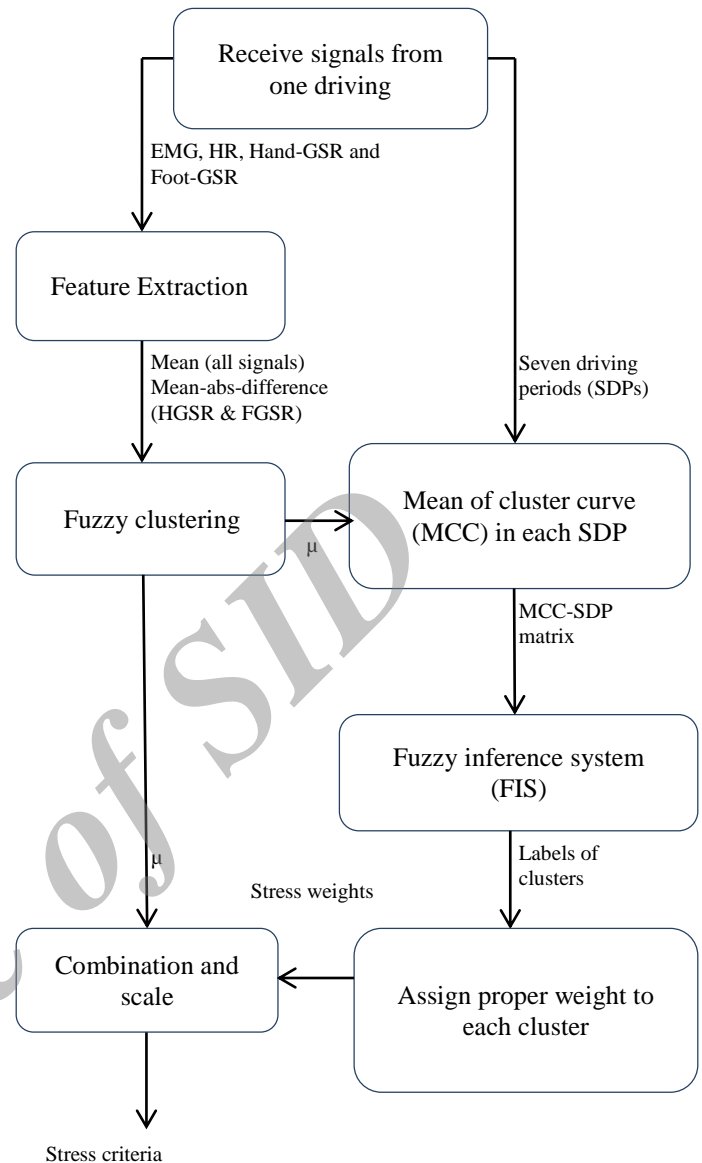 Receive signals from
one driving
EMG, HR, Hand-GSR and
Foot-GSR
Feature Extraction
Mean (all signals)
Mean-abs-difference
(HGSR & FGSR)
Seven driving
periods (SDPs)
Fuzzy clustering
μ
Mean of cluster curve
(MCC) in each SDP
MCC-SDP
matrix
Fuzzy inference system
(FIS)
Labels of
clusters
μ
Stress weights
Combination and
scale
Assign proper weight to
each cluster
Stress criteria
of SID